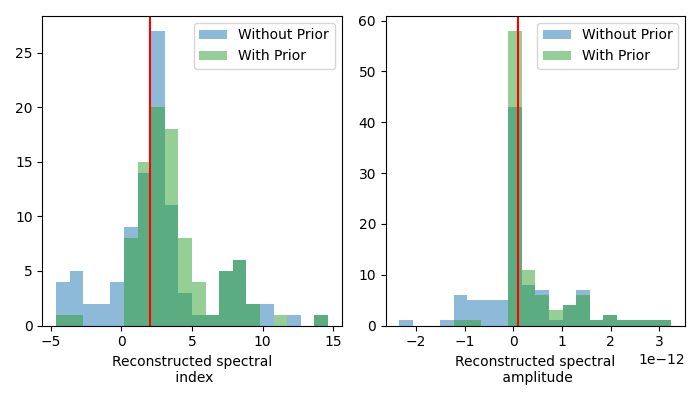 Without Prior
With Prior
25
20
15
10
5
0
−5
0
5
10
15
Reconstructed spectral
index
Without Prior
With Prior
60
50
40
30
20
10
0
−2
−1
0
1
2
3
1e−12
Reconstructed spectral
amplitude